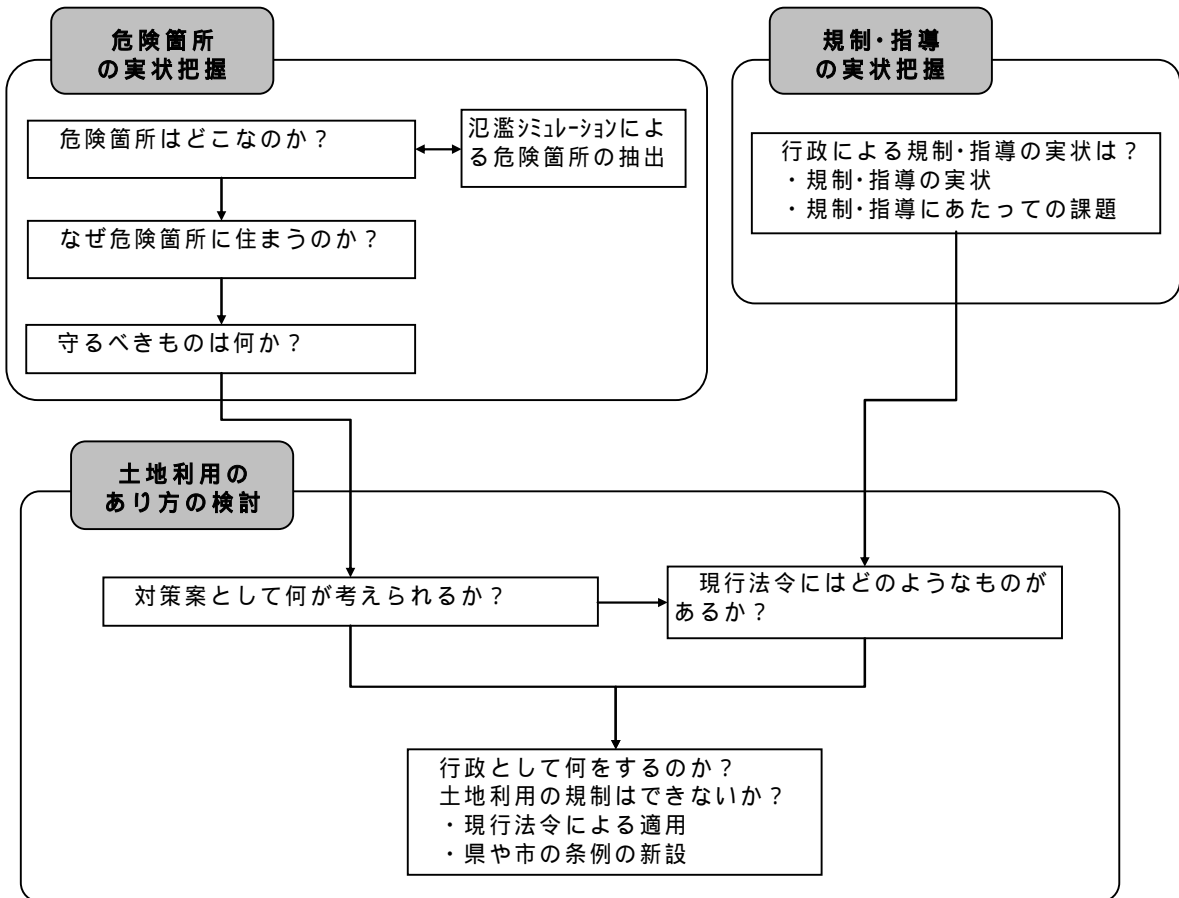 危険箇所
の実状把握
危険箇所はどこなのか？
氾濫ｼﾐｭﾚｰｼｮﾝによ
る危険箇所の抽出
なぜ危険箇所に住まうのか？
守るべきものは何か？
規制･指導
の実状把握
行政による規制･指導の実状は？
・規制･指導の実状
・規制･指導にあたっての課題
土地利用の
あり方の検討
対策案として何が考えられるか？
現行法令にはどのようなものが
あるか？
行政として何をするのか？
土地利用の規制はできないか？
・現行法令による適用
・県や市の条例の新設